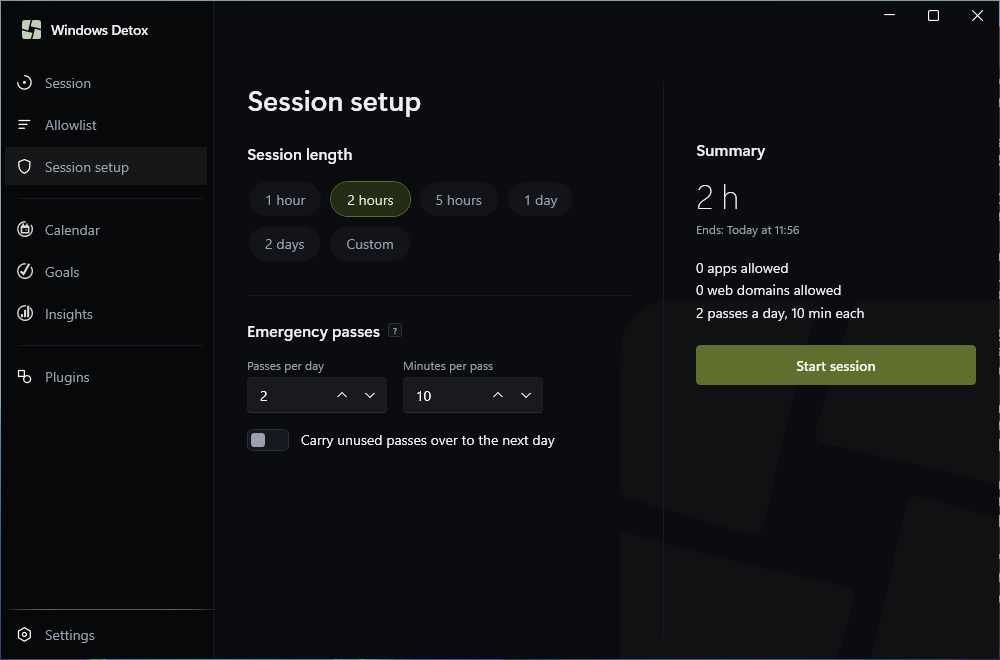 Windows Detox
Session
Allowlist
Session setup
Calendar
Goals
Insights
Plugins
Settings
Session setup
Session length
1 hour
2 hours
5 hours
1 day
2 days
Custom
Emergency passes ?
Passes per day
Minutes per pass
2
10
Carry unused passes over to the next day
Summary
2 h
Ends: Today at 11:56
0 apps allowed
0 web domains allowed
2 passes a day, 10 min each
Start session